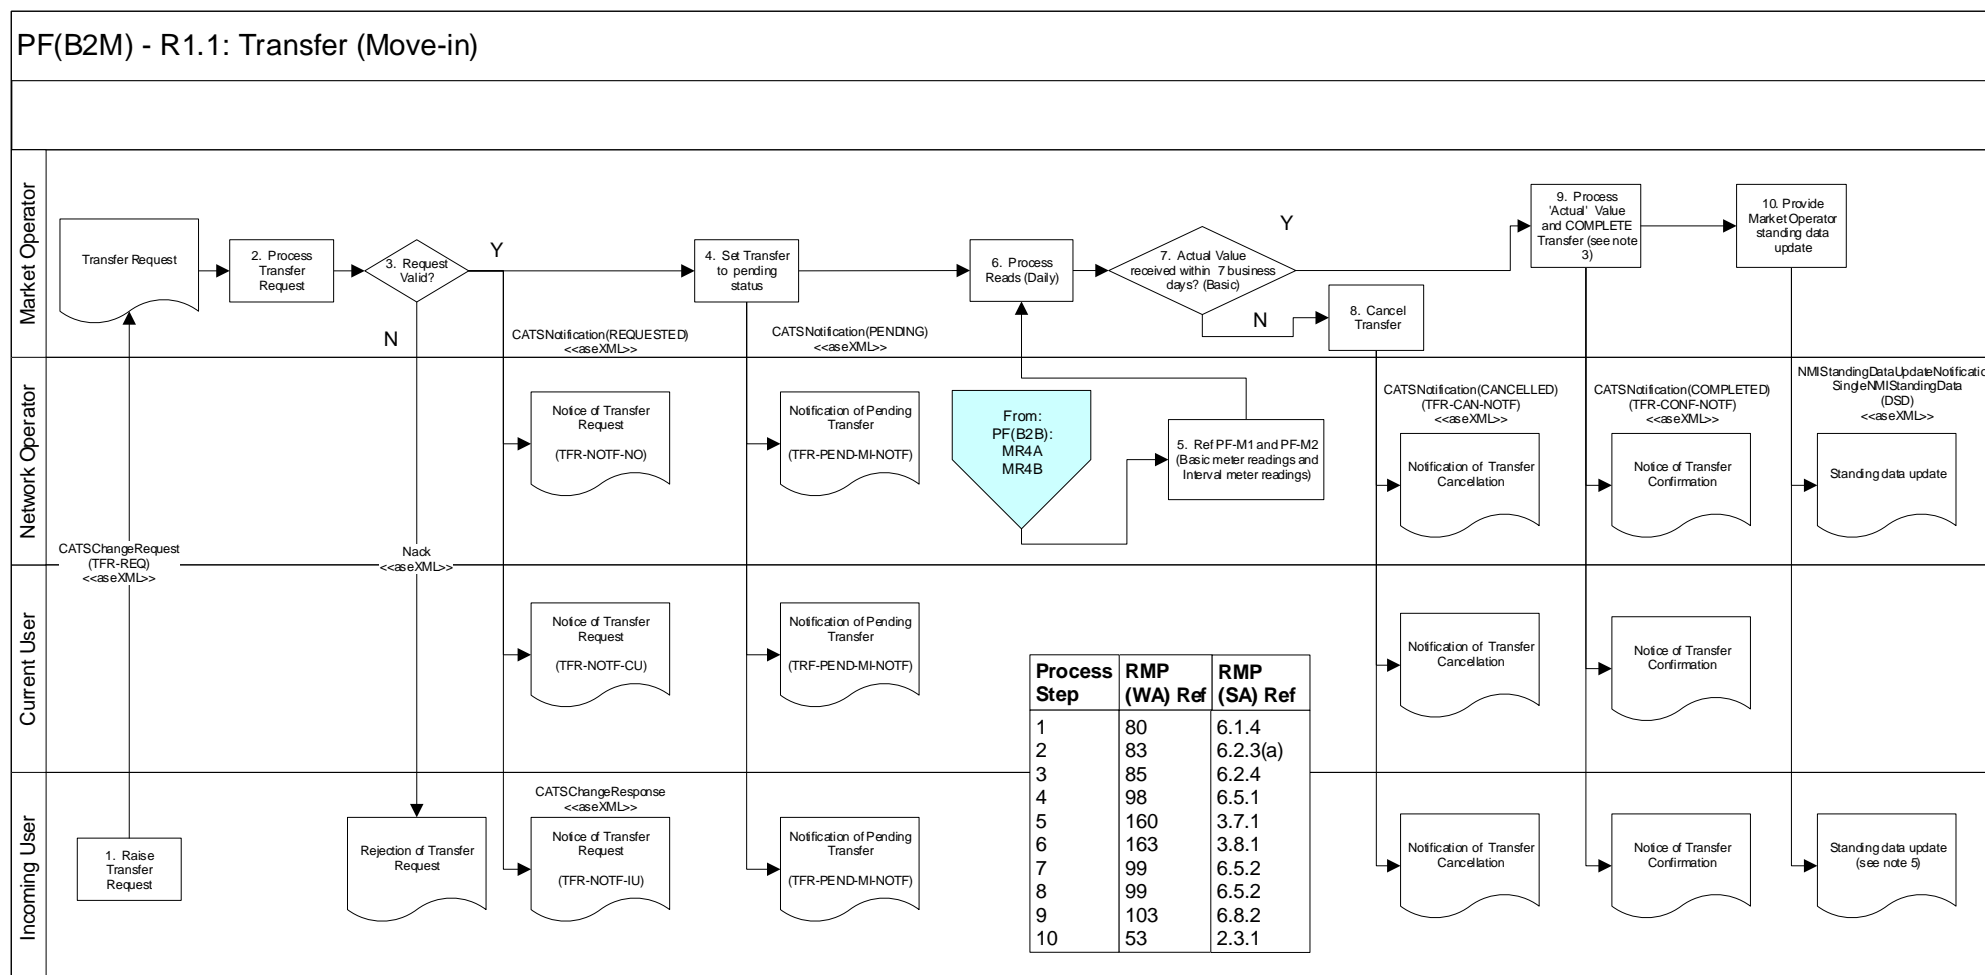 PF(B2M) - R1.1: Transfer (Move-in)
Market Operator
Transfer Request
2. Process
Transfer
Request
3. Request
Valid?
Y
N
4. Set Transfer
to pending
status
6. Process
Reads (Daily)
7. Actual Value
received within 7 business
days? (Basic)
Y
N
8. Cancel
Transfer
9. Process
'Actual' Value
and COMPLETE
Transfer (see note
3)
10. Provide
Market Operator
standing data
update
CATSNotification(REQUESTED)
<<aseXML>>
CATSNotification(PENDING)
<<aseXML>>
Network Operator
Notice of Transfer
Request
(TFR-NOTF-NO)
Notification of Pending
Transfer
(TFR-PEND-MI-NOTF)
From:
PF(B2B):
MR4A
MR4B
5. Ref PF-M1 and PF-M2
(Basic meter readings and
Interval meter readings)
CATSNotification(CANCELLED)
(TFR-CAN-NOTF)
<<aseXML>>
Notification of Transfer
Cancellation
CATSNotification(COMPLETED)
(TFR-CONF-NOTF)
<<aseXML>>
Notice of Transfer
Confirmation
NMIStandingDataUpdateNotificatio
SingleNMIStandingData
(DSD)
<<aseXML>>
Standing data update
CATSChangeRequest
(TFR-REQ)
<<aseXML>>
Nack
<<aseXML>>
Current User
Notice of Transfer
Request
(TFR-NOTF-CU)
Notification of Pending
Transfer
(TRF-PEND-MI-NOTF)
Notification of Transfer
Cancellation
Notice of Transfer
Confirmation
Process Step RMP (WA) Ref RMP (SA) Ref
1 80 6.1.4
2 83 6.2.3(a)
3 85 6.2.4
4 98 6.5.1
5 160 3.7.1
6 163 3.8.1
7 99 6.5.2
8 99 6.5.2
9 103 6.8.2
10 53 2.3.1
Incoming User
1. Raise
Transfer
Request
Rejection of Transfer
Request
CATSChangeResponse
<<aseXML>>
Notice of Transfer
Request
(TFR-NOTF-IU)
Notification of Pending
Transfer
(TFR-PEND-MI-NOTF)
Notification of Transfer
Cancellation
Notice of Transfer
Confirmation
Standing data update
(see note 5)